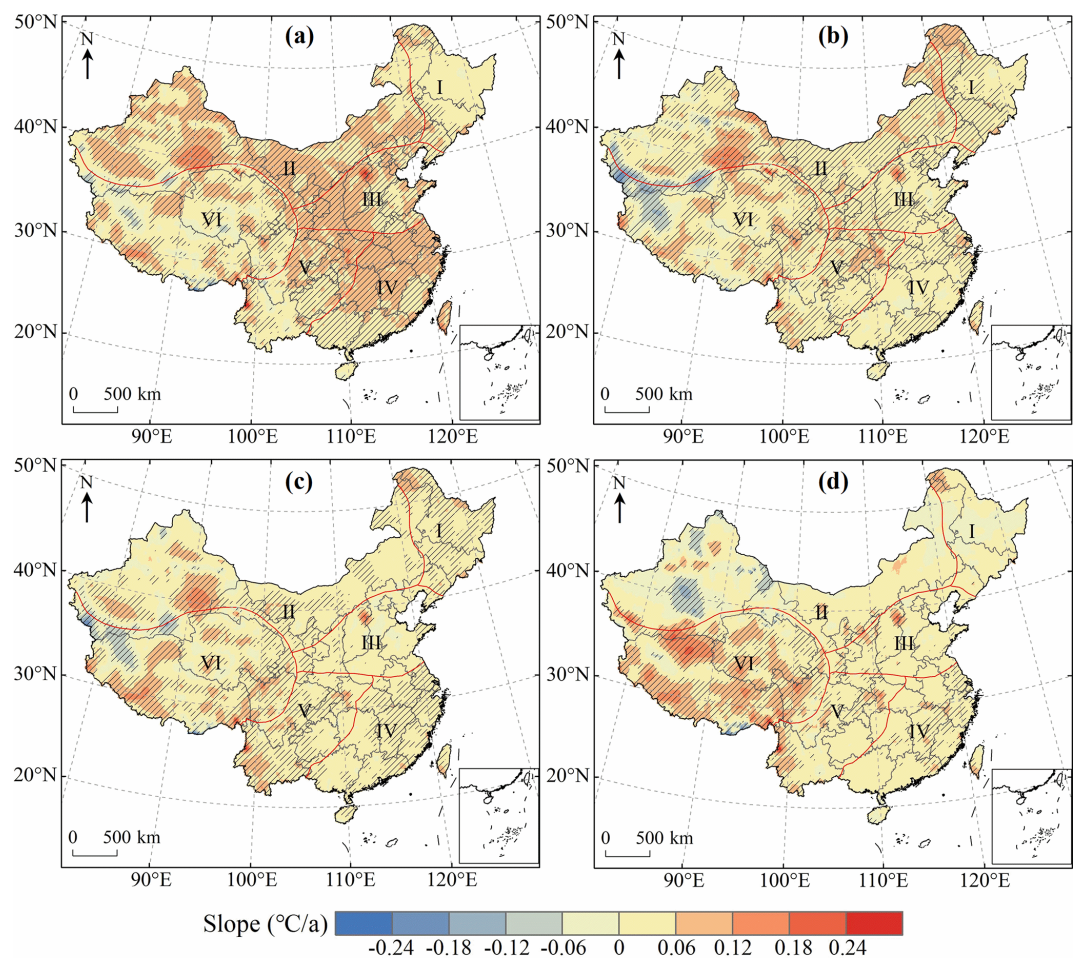 50°N (a) 50°N (b)
N N
I I
40°N 40°N
II II
III III
VI VI
30°N 30°N
V V
IV IV
20°N 20°N
0 500 km 0 500 km
90°E 100°E 110°E 120°E 90°E 100°E 110°E 120°E
50°N (c) 50°N (d)
N N
I I
40°N 40°N
II II
III III
VI VI
30°N 30°N
V V
IV IV
20°N 20°N
0 500 km 0 500 km
90°E 100°E 110°E 120°E 90°E 100°E 110°E 120°E
Slope (℃/a)
-0.24 -0.18 -0.12 -0.06 0 0.06 0.12 0.18 0.24